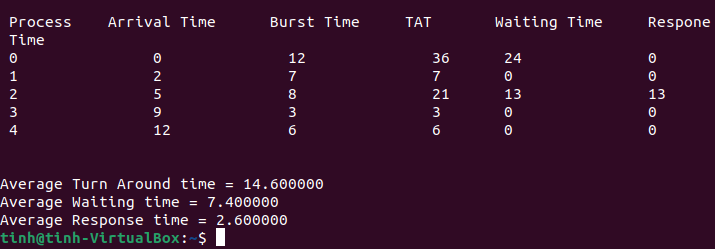 Process Arrival Time Burst Time TAT Waiting Time Respone
Time
0 0 12 36 24 0
1 2 7 7 0 0
2 5 8 21 13 13
3 9 3 3 0 0
4 12 6 6 0 0
Average Turn Around time = 14.600000
Average Waiting time = 7.400000
Average Response time = 2.600000
tinh@tinh-VirtualBox:~$